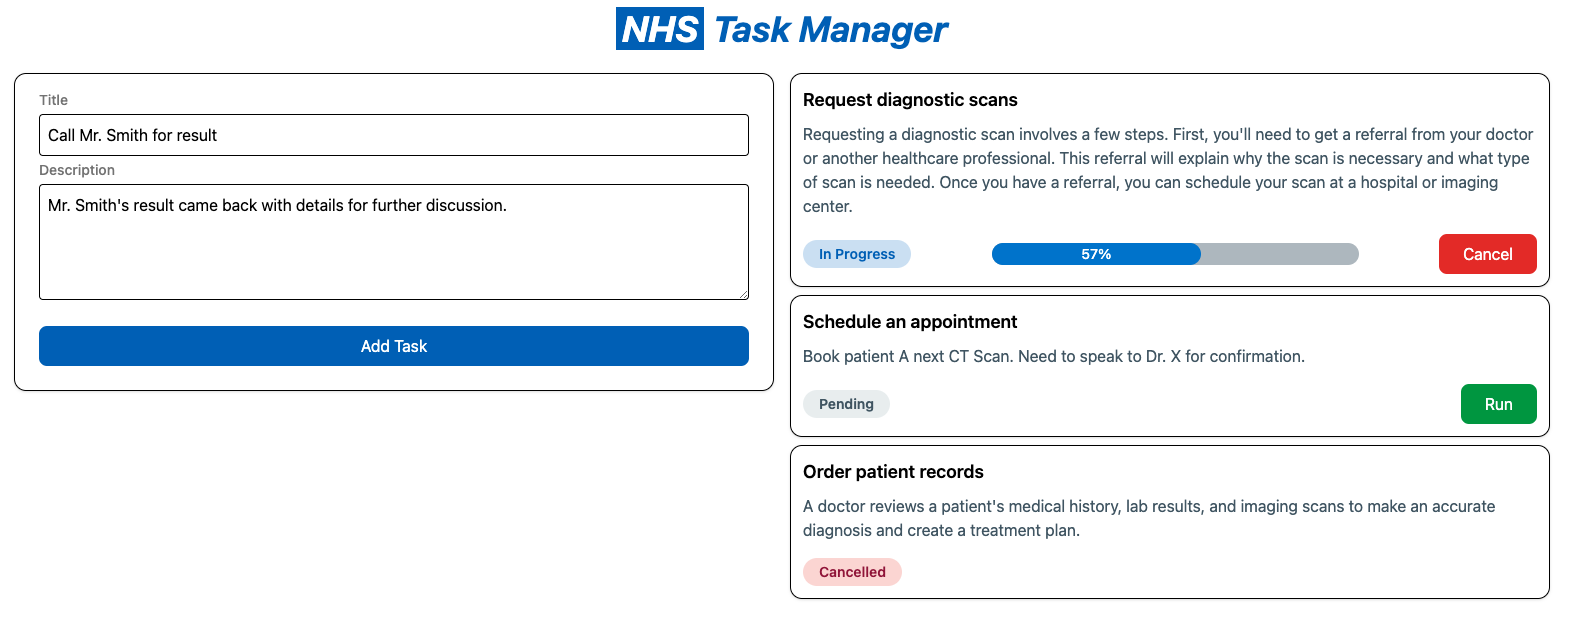 NHS Task Manager
Title
Call Mr. Smith for result
Description
Mr. Smith's result came back with details for further discussion.
Add Task
Request diagnostic scans
Requesting a diagnostic scan involves a few steps. First, you'll need to get a referral from your doctor
or another healthcare professional. This referral will explain why the scan is necessary and what type
of scan is needed. Once you have a referral, you can schedule your scan at a hospital or imaging
center.
In Progress
57%
Cancel
Schedule an appointment
Book patient A next CT Scan. Need to speak to Dr. X for confirmation.
Pending
Run
Order patient records
A doctor reviews a patient's medical history, lab results, and imaging scans to make an accurate
diagnosis and create a treatment plan.
Cancelled